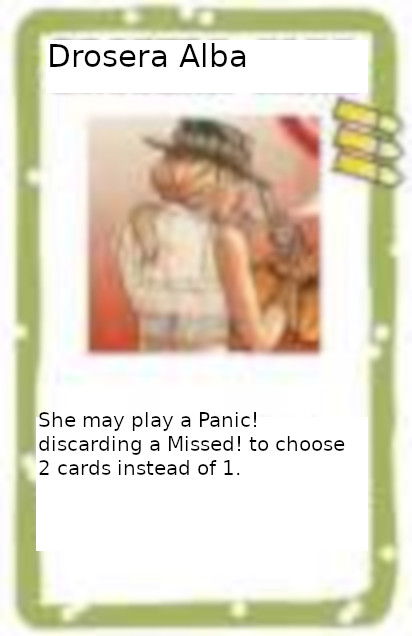 Drosera Alba
She may play a Panic!
discarding a Missed! to choose
2 cards instead of 1.